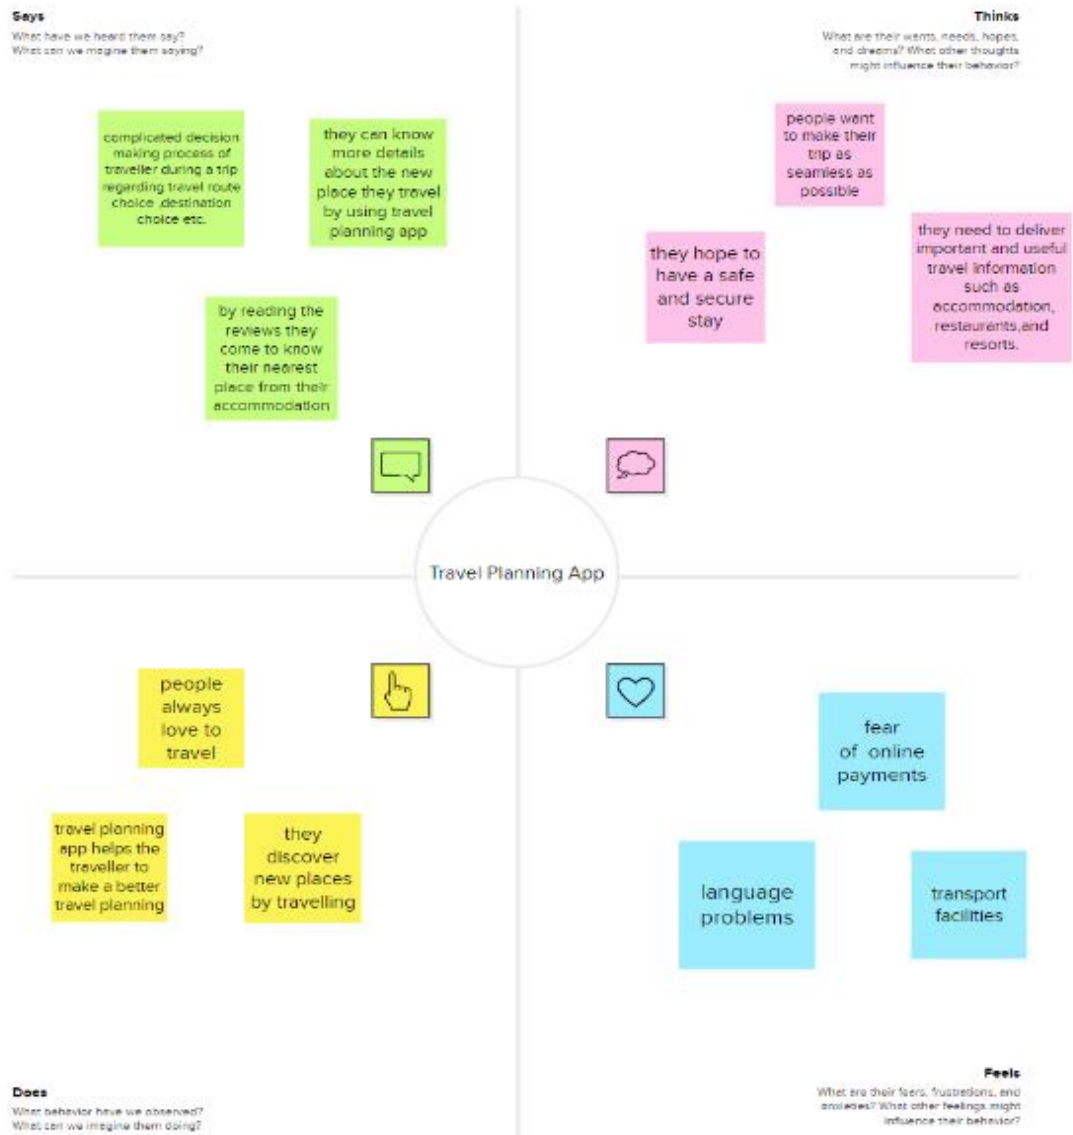 Says
What have we heard them say?
What can we imagine them saying?
complicated decision
making process of
traveller during a trip
regarding travel route
choice ,destination
choice etc.
they can know
more details
about the new
place they travel
by using travel
planning app
by reading the
reviews they
come to know
their nearest
place from their
accommodation
Thinks
What are their wants, needs, hopes,
and dreams? What other thoughts
might influence their behavior?
people want
to make their
trip as
seamless as
possible
they hope to
have a safe
and secure
stay
they need to deliver
important and useful
travel information
such as
accommodation,
restaurants,and
resorts.
Travel Planning App
people
always
love to
travel
travel planning
app helps the
traveller to
make a better
travel planning
they
discover
new places
by travelling
Does
What behavior have we observed?
What can we imagine them doing?
fear
of online
payments
language
problems
transport
facilities
Feels
What are their fears, frustrations, and
anxieties? What other feelings might
influence their behavior?